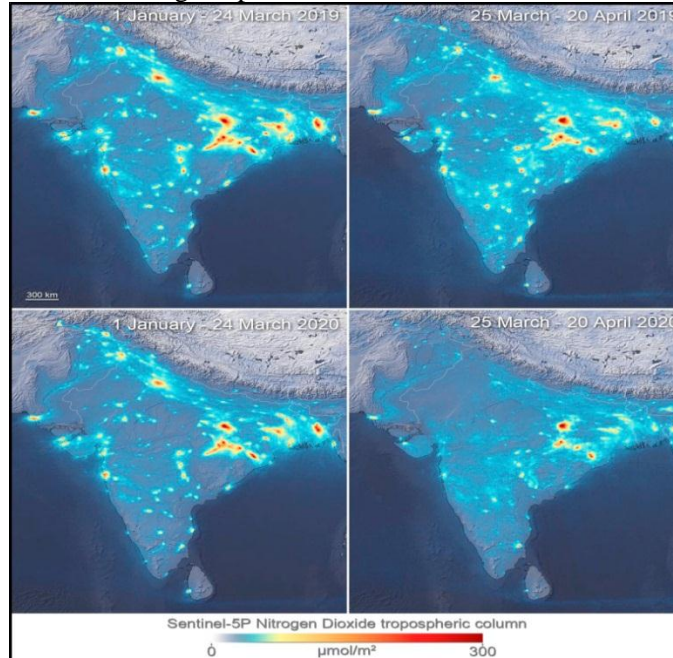 1 January - 24 March 2019
25 March - 20 April 2019
300 km
1 January - 24 March 2020
25 March - 20 April 2020
Sentinel-5P Nitrogen Dioxide tropospheric column
0 µmol/m² 300